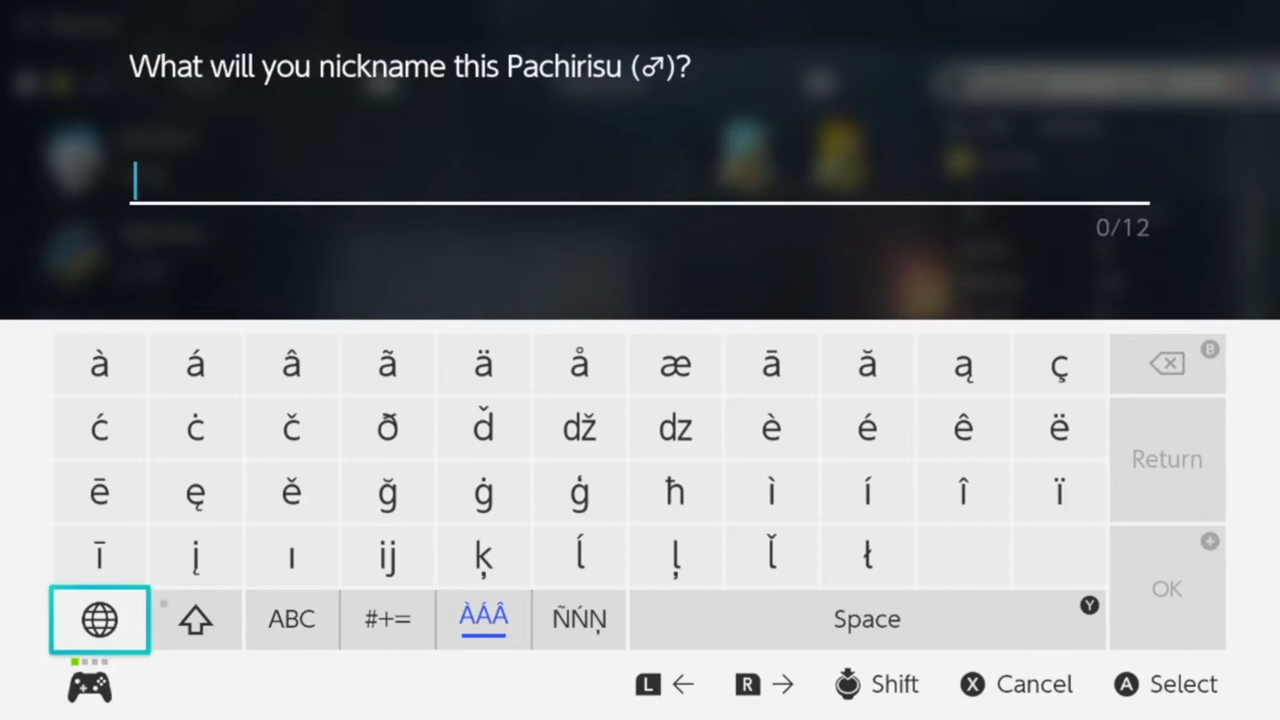 What will you nickname this Pachirisu (♂)?
0/12
à á â ã ä å æ ā ă ą ç B
ć ċ č ð ď dž dz è é ê ë
Return
ē ę ě ğ ġ ģ ħ ì í î ï
ī į ı ij ķ ĺ ļ ľ ł +
OK
ABC #+= ÀÁÂ ÑŃŅ Space Y
L ← R → Shift X Cancel A Select